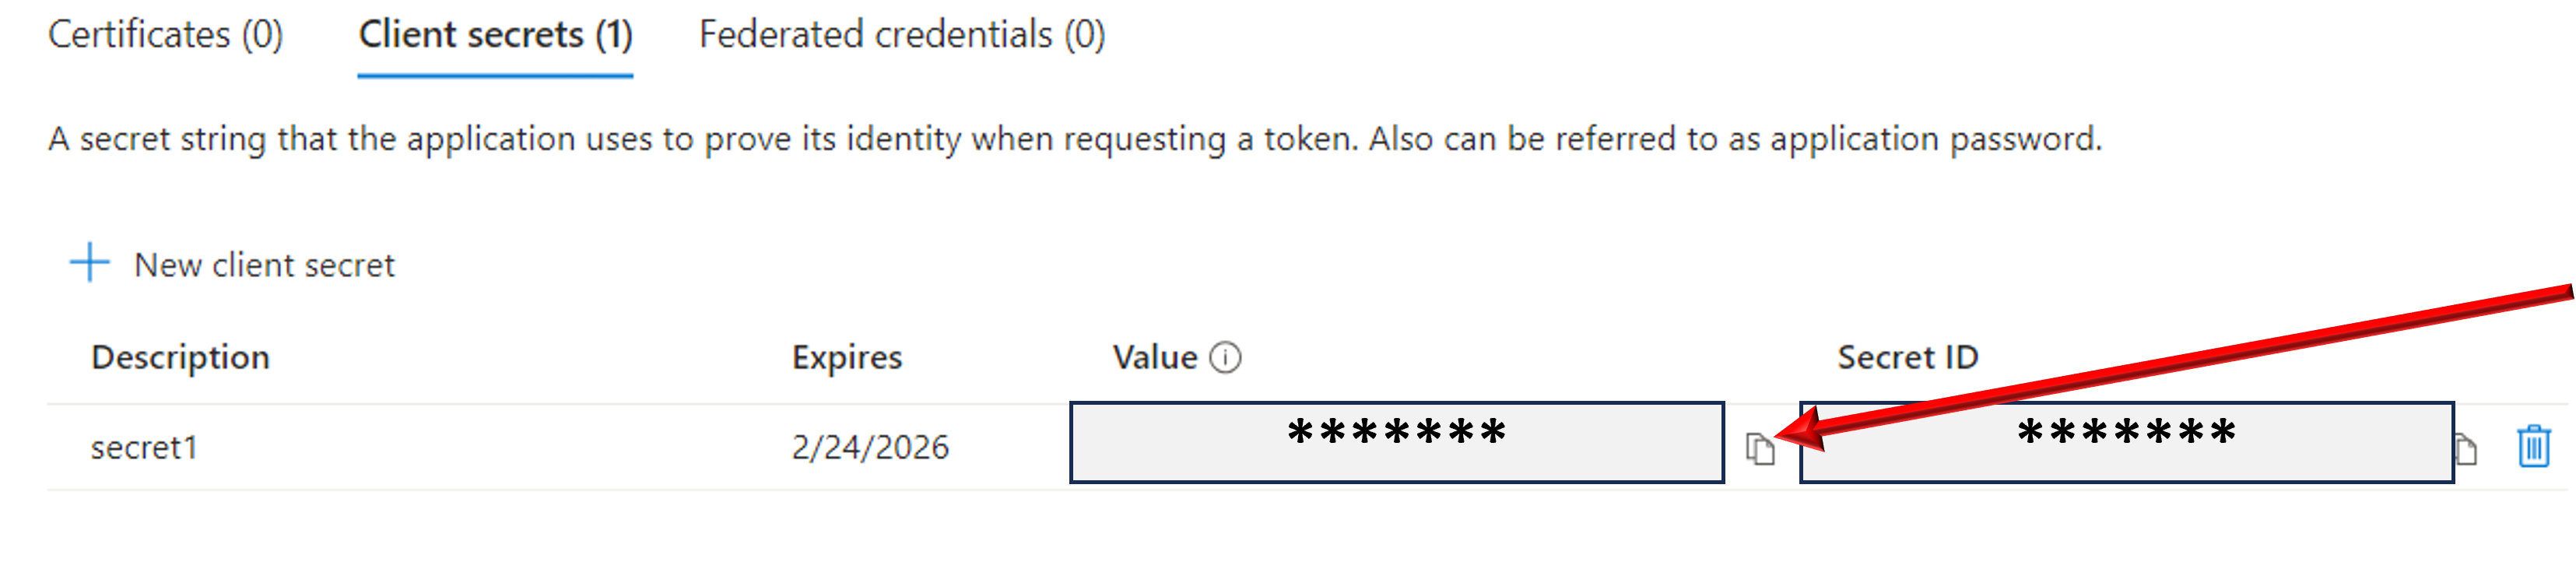 Certificates (0) Client secrets (1) Federated credentials (0)
A secret string that the application uses to prove its identity when requesting a token. Also can be referred to as application password.
New client secret
Description Expires Value Secret ID
secret1 2/24/2026 ******* *******